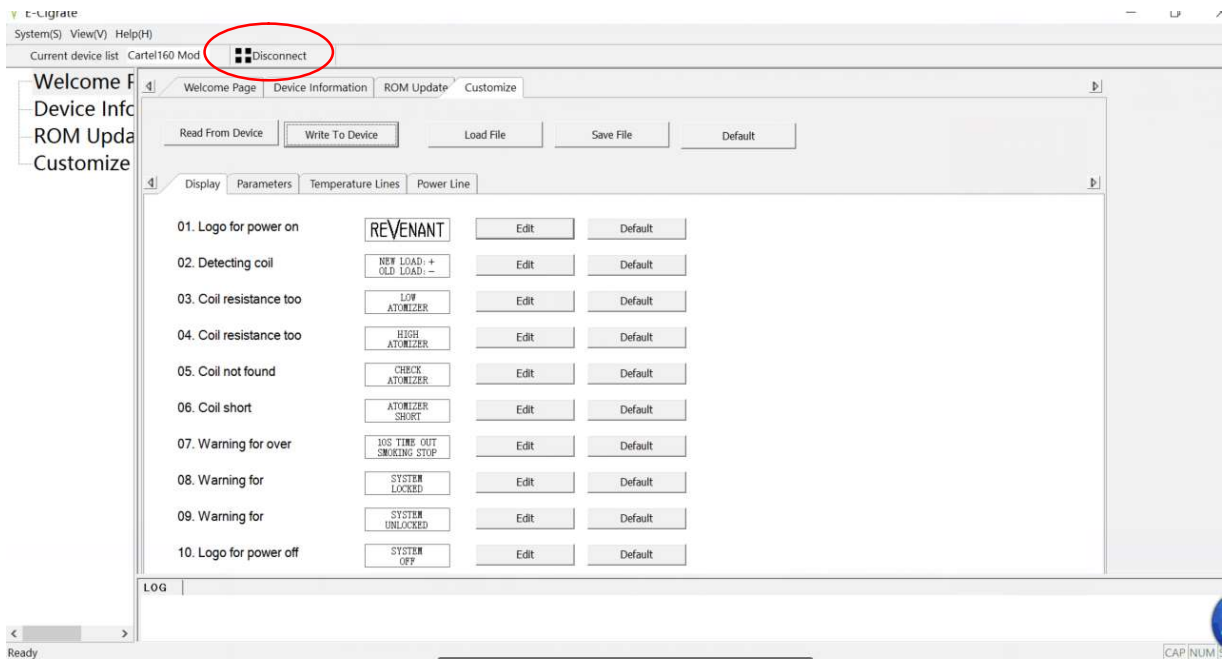 E-Cigrate
System(S) View(V) Help(H)
Current device list Cartel160 Mod Disconnect
Welcome P
Device Info
ROM Upda
Customize
Welcome Page Device Information ROM Update Customize
Read From Device Write To Device Load File Save File Default
Display Parameters Temperature Lines Power Line
01. Logo for power on REVENANT Edit Default
02. Detecting coil NEW LOAD:+ Edit Default
OLD LOAD:-
03. Coil resistance too LOW Edit Default
ATOMIZER
04. Coil resistance too HIGH Edit Default
ATOMIZER
05. Coil not found CHECK Edit Default
ATOMIZER
06. Coil short ATOMIZER Edit Default
SHORT
07. Warning for over 10S TIME OUT Edit Default
SMOKING STOP
08. Warning for SYSTEM Edit Default
LOCKED
09. Warning for SYSTEM Edit Default
UNLOCKED
10. Logo for power off SYSTEM Edit Default
OFF
LOG
Ready CAP NUM